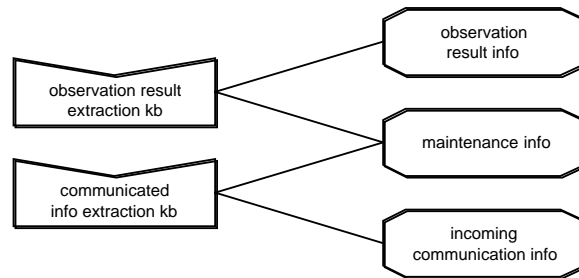 observation
result info
observation result
extraction kb
maintenance info
communicated
info extraction kb
incoming
communication info